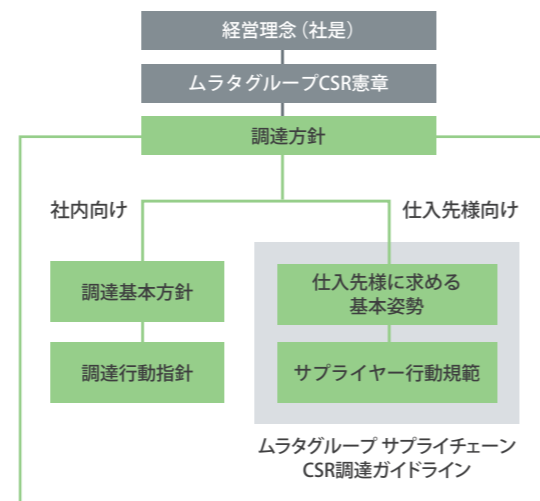 経営理念（社是）
ムラタグループCSR憲章
調達方針
社内向け
仕入先様向け
調達基本方針
仕入先様に求める
基本姿勢
調達行動指針
サプライヤー行動規範
ムラタグループ サプライチェーン
CSR調達ガイドライン